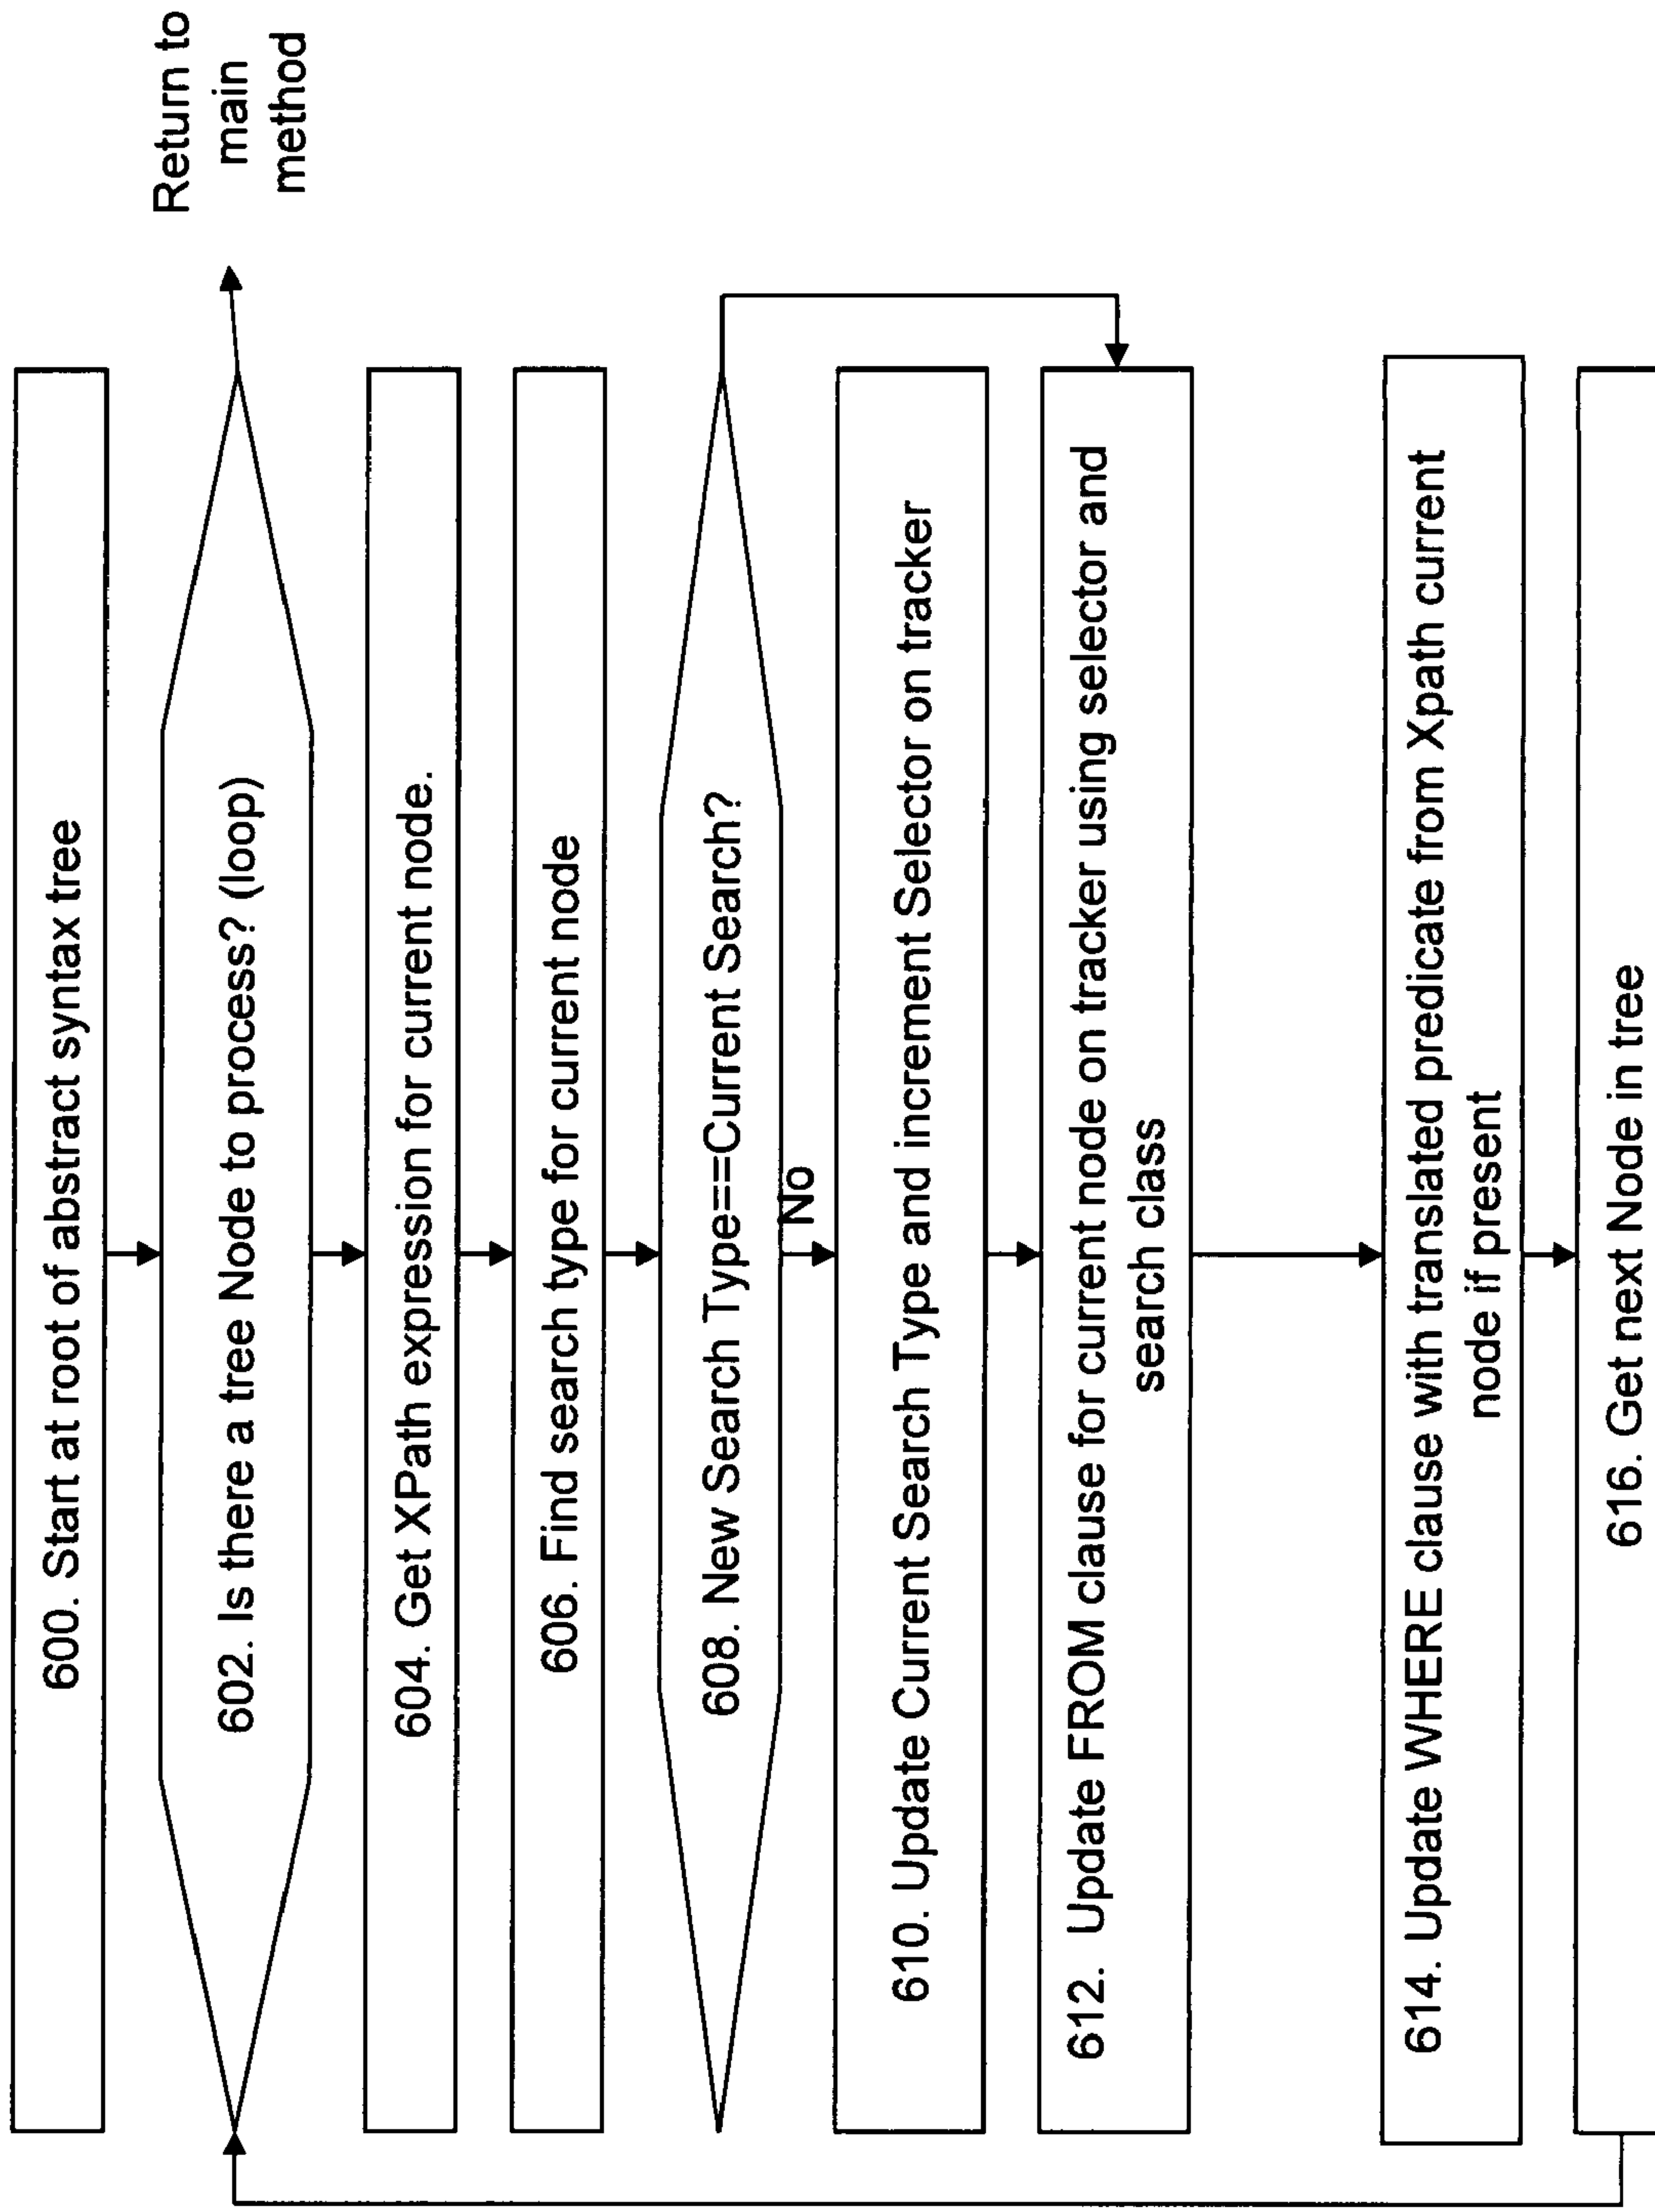 600. Start at root of abstract syntax tree
602. Is there a tree Node to process? (loop)
Return to
main
method
604. Get XPath expression for current node.
606. Find search type for current node
608. New Search Type==Current Search?
No
610. Update Current Search Type and increment Selector on tracker
612. Update FROM clause for current node on tracker using selector and
search class
614. Update WHERE clause with translated predicate from Xpath current
node if present
616. Get next Node in tree